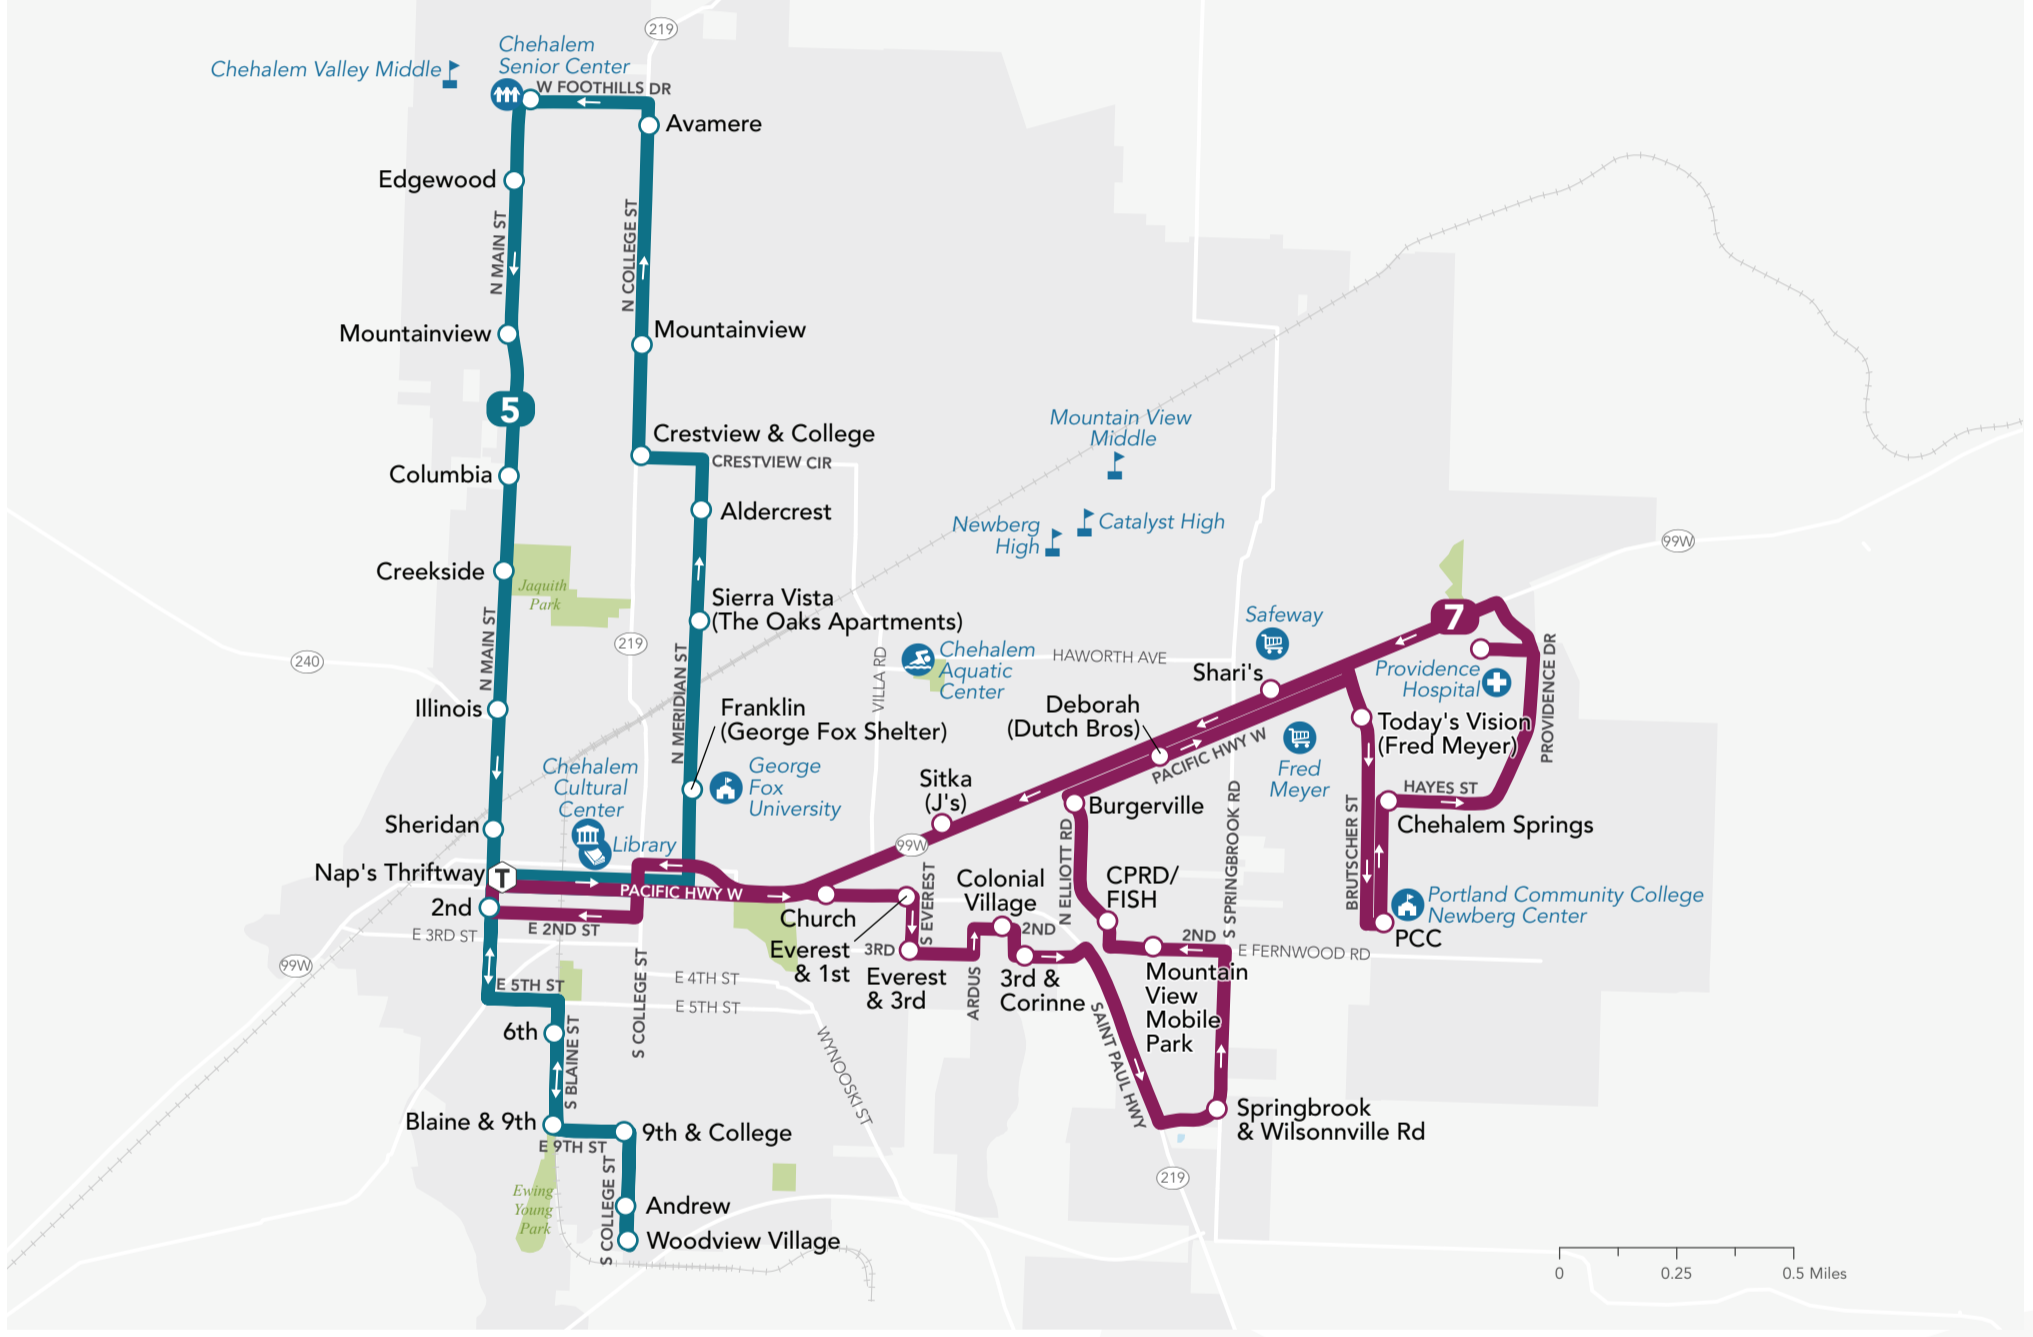 219
Chehalem
Senior Center
Chehalem Valley Middle
W FOOTHILLS DR
Avamere
Edgewood
N MAIN ST
N COLLEGE ST
Mountainview
Mountainview
5
Crestview & College
CRESTVIEW CIR
Columbia
Aldercrest
Mountain View
Middle
Newberg
High
Catalyst High
99W
Creekside
Jaquith
Park
Sierra Vista
(The Oaks Apartments)
N MAIN ST
219
240
N MERIDIAN ST
VILLA RD
Chehalem
Aquatic
Center
HAWORTH AVE
Safeway
Shari's
7
Providence
Hospital
PROVIDENCE DR
Illinois
Franklin
(George Fox Shelter)
Deborah
(Dutch Bros)
PACIFIC HWY W
Today's Vision
(Fred Meyer)
Fred
Meyer
Chehalem
Cultural
Center
George
Fox
University
Sitka
(J's)
Burgerville
HAYES ST
Chehalem Springs
BRUTSCHER ST
Sheridan
Library
99W
N ELLIOTT RD
S SPRINGBROOK RD
Nap's Thriftway
T
PACIFIC HWY W
S EVEREST
Colonial
Village
CPRD/
FISH
Portland Community College
Newberg Center
PCC
2nd
E 2ND ST
E 3RD ST
Church
Everest
& 1st
3RD
Everest
& 3rd
ARDUS
2ND
3rd &
Corinne
2ND
E FERNWOOD RD
Mountain
View
Mobile
Park
99W
E 5TH ST
E 4TH ST
E 5TH ST
S COLLEGE ST
6th
S BLAINE ST
WYNOOSKI ST
SAINT PAUL HWY
Blaine & 9th
9th & College
E 9TH ST
Springbrook
& Wilsonnville Rd
219
Ewing
Young
Park
S COLLEGE ST
Andrew
Woodview Village
0
0.25
0.5 Miles